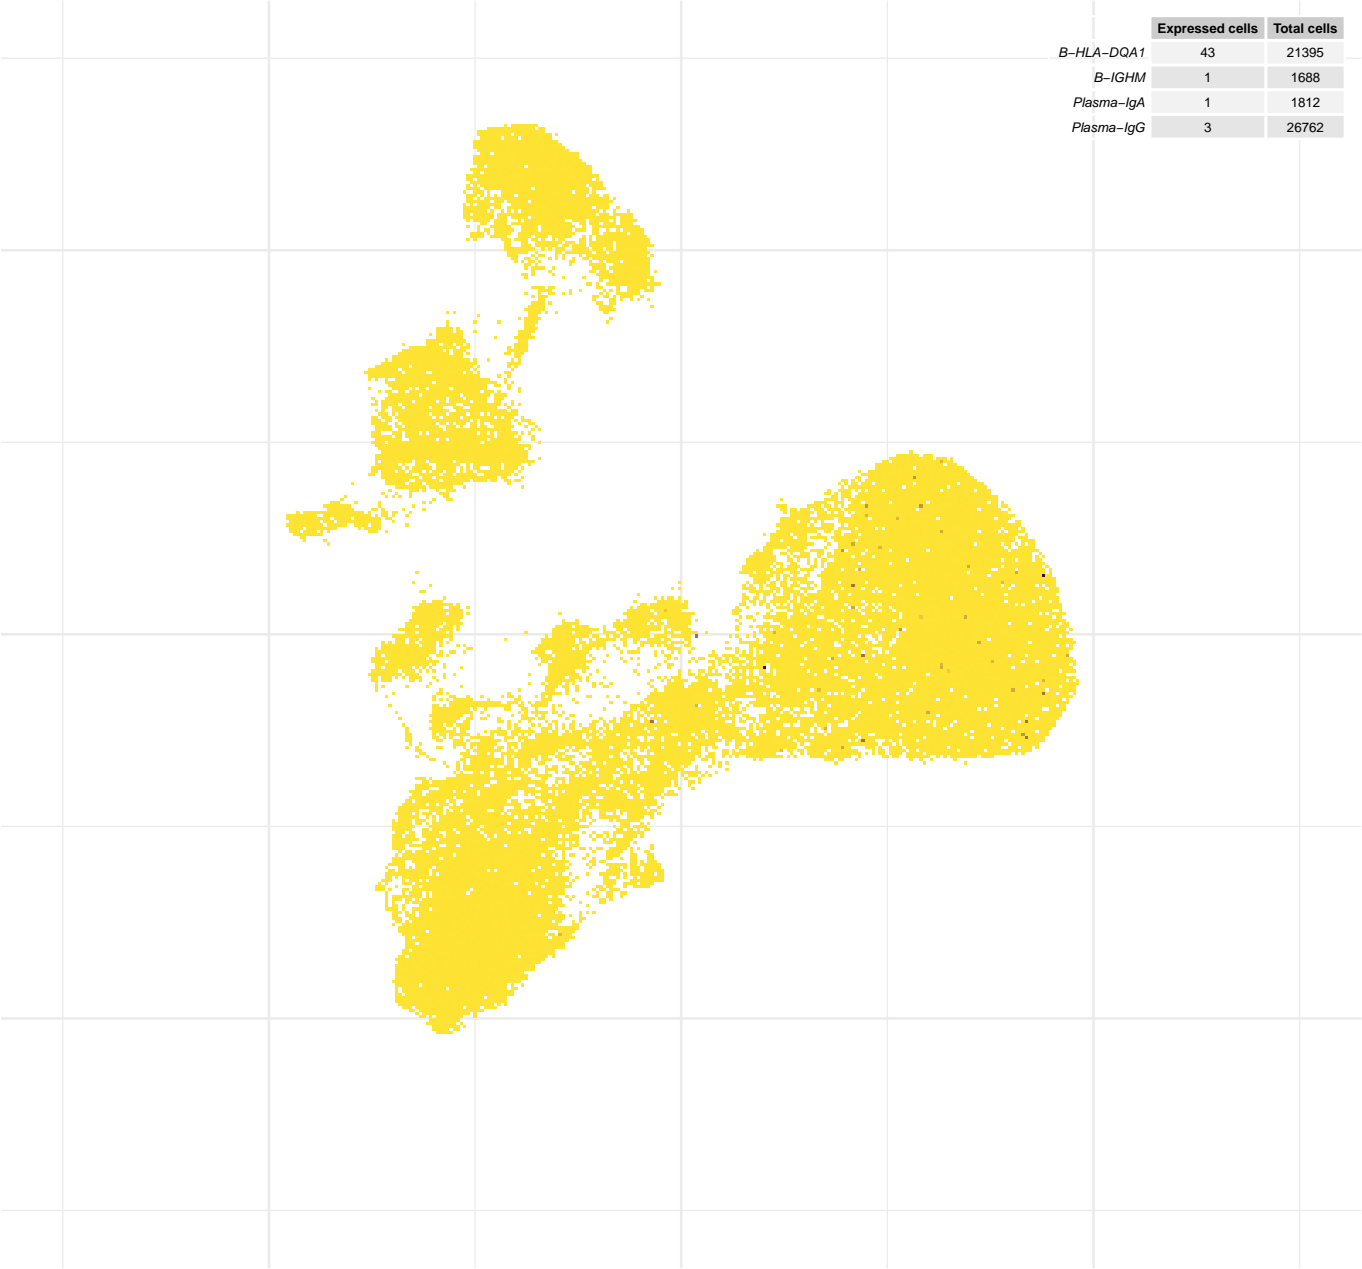 Expressed cells Total cells
B−HLA−DQA1 43 21395
B−IGHM 1 1688
Plasma−IgA 1 1812
Plasma−IgG 3 26762